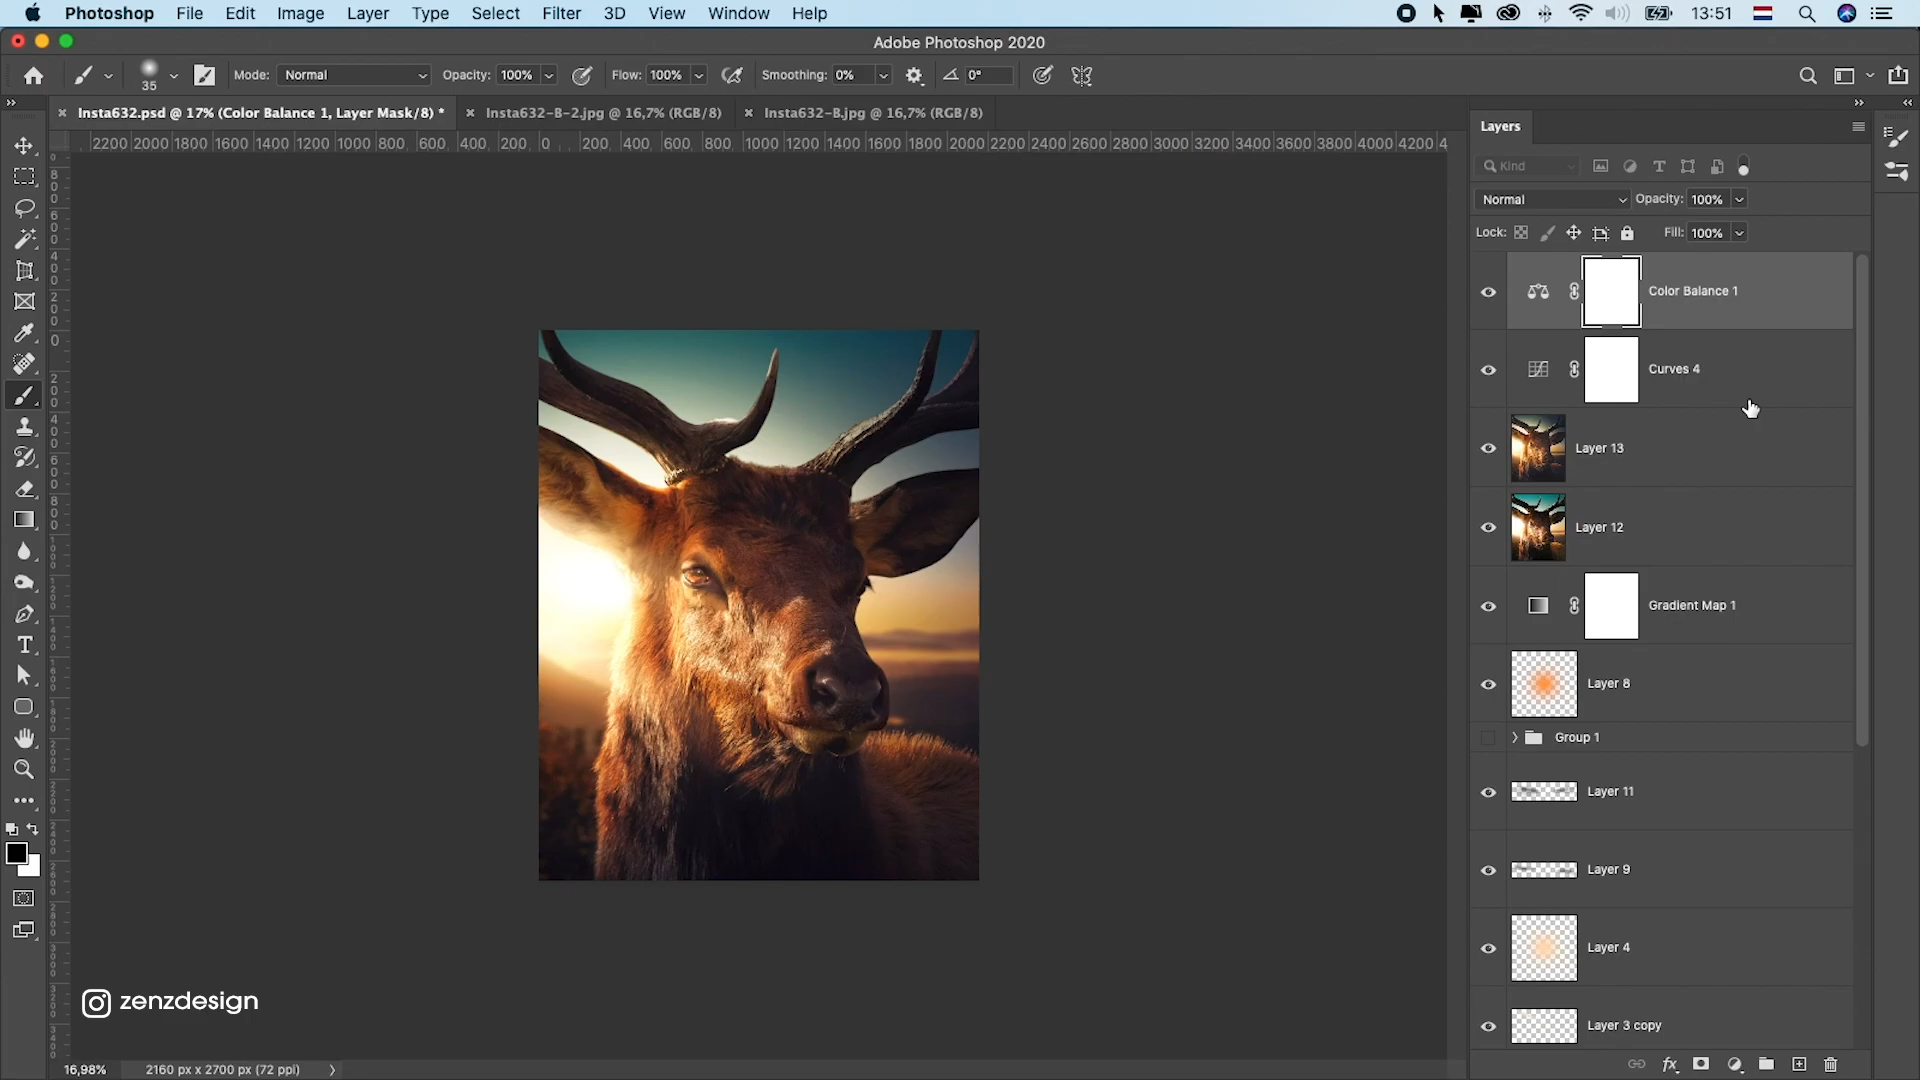 Photoshop File Edit Image Layer Type Select Filter 3D View Window Help 13:51
Adobe Photoshop 2020
35 Mode: Normal Opacity: 100% Flow: 100% Smoothing: 0% 0°
Insta632.psd @ 17% (Color Balance 1, Layer Mask/8) * Insta632-B-2.jpg @ 16,7% (RGB/8) Insta632-B.jpg @ 16,7% (RGB/8)
2200 2000 1800 1600 1400 1200 1000 800 600 400 200 0 200 400 600 800 1000 1200 1400 1600 1800 2000 2200 2400 2600 2800 3000 3200 3400 3600 3800 4000 4200 4
Layers
Kind
Normal Opacity: 100%
Lock: Fill: 100%
Color Balance 1
Curves 4
Layer 13
Layer 12
Gradient Map 1
Layer 8
Group 1
Layer 11
Layer 9
Layer 4
Layer 3 copy
zenzdesign
16,98% 2160 px x 2700 px (72 ppi)